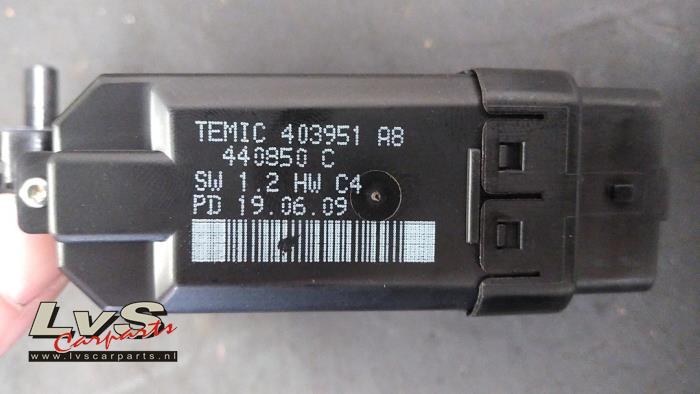 TEMIC 403951 A8
440850 C
SW 1.2 HW C4
PD 19.06.09
LvS
Carparts
www.lvscarparts.nl